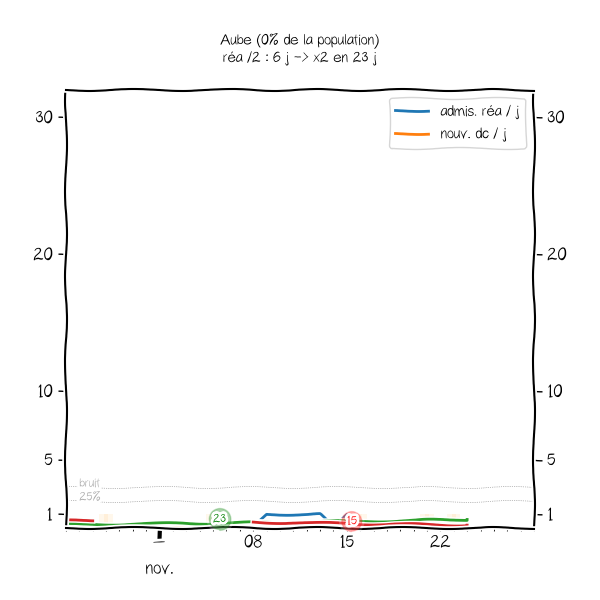 Aube (0% de la population)
réa /2 : 6 j -> x2 en 23 j
admis. réa / j
nouv. dc / j
30
30
20
20
10
10
5
5
bruit
25%
1
1
23
15
1
08
15
22
nov.